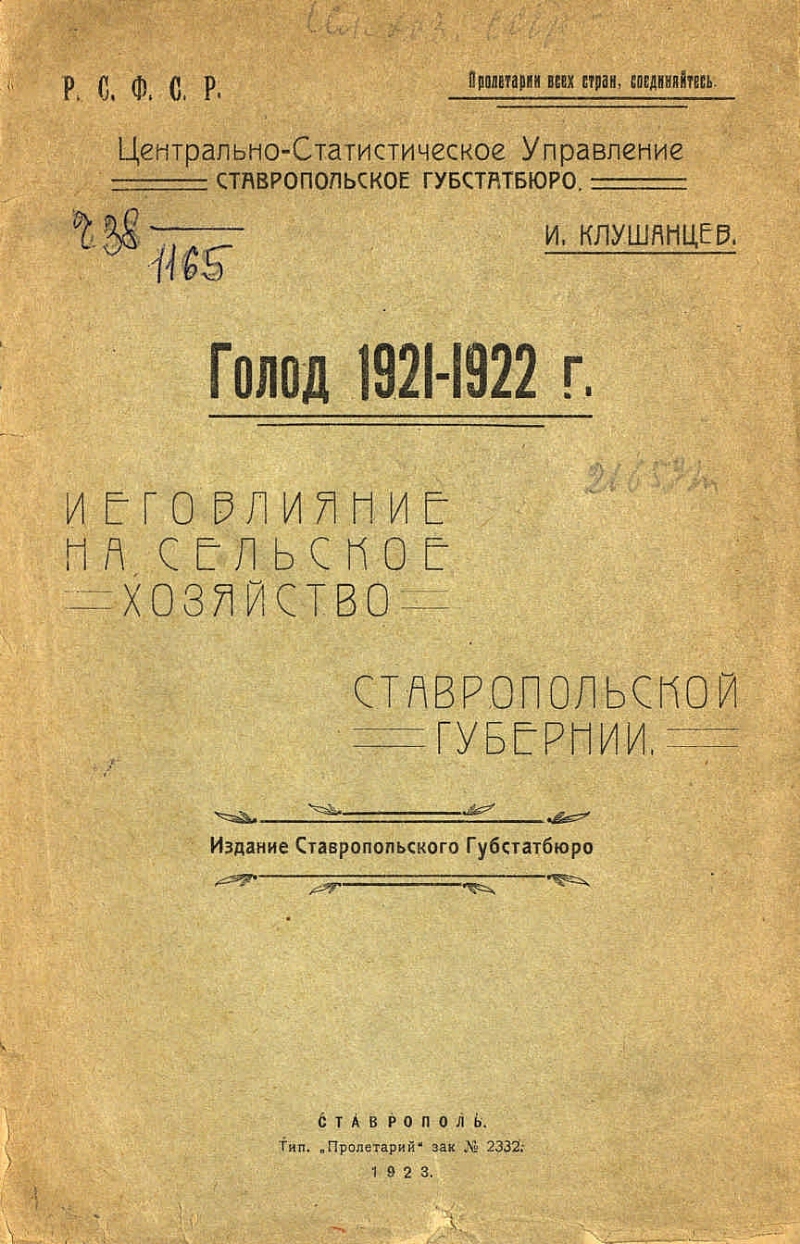 Р. С. Ф. С. Р.
Пролетарии всех стран, соединяйтесь.
Центрально-Статистическое Управление
СТАВРОПОЛЬСКОЕ ГУБСТАТБЮРО.
И. КЛУШАНЦЕВ.
1165
Голод 1921-1922 г.
И ЕГО ВЛИЯНИЕ
НА СЕЛЬСКОЕ
ХОЗЯЙСТВО
СТАВРОПОЛЬСКОЙ
ГУБЕРНИИ.
Издание Ставропольского Губстатбюро
СТАВРОПОЛЬ.
Тип. „Пролетарий“ зак № 2332.
1923.